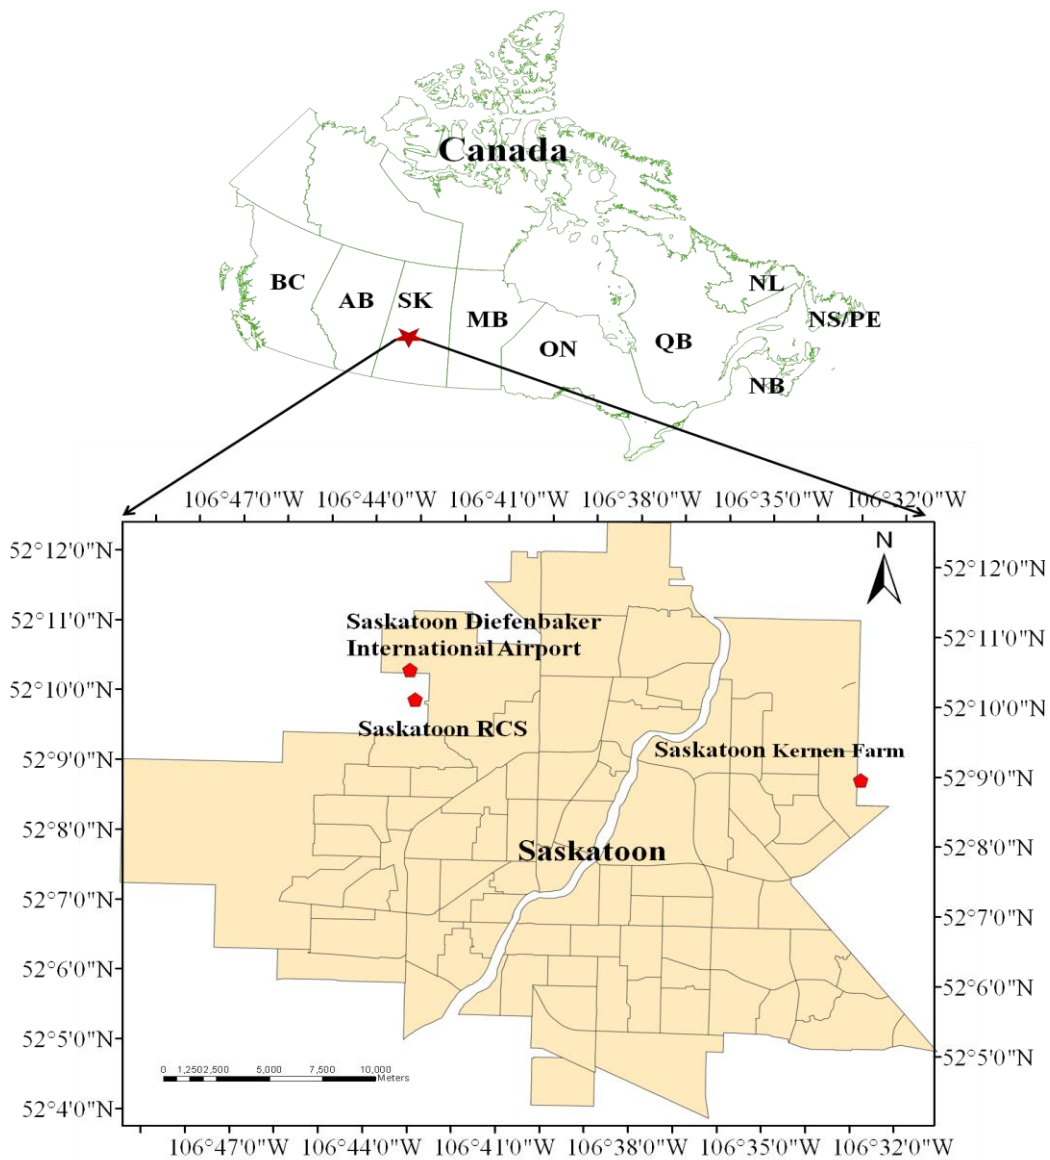 Canada
BC
AB
SK
MB
ON
QB
NL
NS/PE
NB
106°47'0"W 106°44'0"W 106°41'0"W 106°38'0"W 106°35'0"W 106°32'0"W
N
52°12'0"N
52°11'0"N
52°10'0"N
52°9'0"N
52°8'0"N
52°7'0"N
52°6'0"N
52°5'0"N
52°4'0"N
Saskatoon Diefenbaker
International Airport
Saskatoon RCS
Saskatoon Kernen Farm
Saskatoon
52°12'0"N
52°11'0"N
52°10'0"N
52°9'0"N
52°8'0"N
52°7'0"N
52°6'0"N
52°5'0"N
0 1,250 2,500 5,000 7,500 10,000
Meters
106°47'0"W 106°44'0"W 106°41'0"W 106°38'0"W 106°35'0"W 106°32'0"W